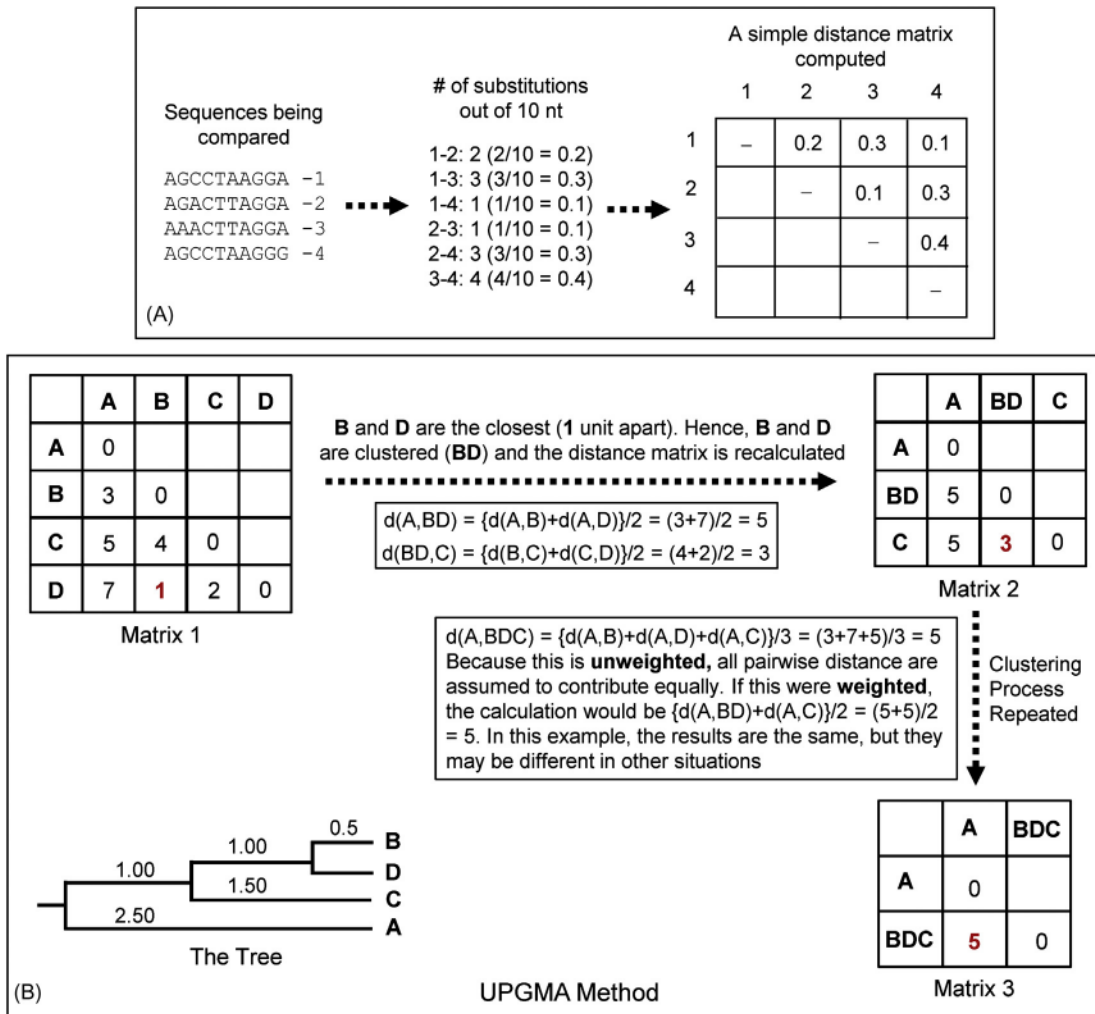 A simple distance matrix
computed
# of substitutions
out of 10 nt
Sequences being
compared
AGCCTAAGGA -1
AGACTTAGGA -2
AAACTTAGGA -3
AGCCTAAGGG -4
1-2: 2 (2/10 = 0.2)
1-3: 3 (3/10 = 0.3)
1-4: 1 (1/10 = 0.1)
2-3: 1 (1/10 = 0.1)
2-4: 3 (3/10 = 0.3)
3-4: 4 (4/10 = 0.4)
1 2 3 4
1 – 0.2 0.3 0.1
2 – 0.1 0.3
3 – 0.4
4 –
(A)
A B C D
A 0
B 3 0
C 5 4 0
D 7 1 2 0
Matrix 1
B and D are the closest (1 unit apart). Hence, B and D
are clustered (BD) and the distance matrix is recalculated
d(A,BD) = {d(A,B)+d(A,D)}/2 = (3+7)/2 = 5
d(BD,C) = {d(B,C)+d(C,D)}/2 = (4+2)/2 = 3
A BD C
A 0
BD 5 0
C 5 3 0
Matrix 2
d(A,BDC) = {d(A,B)+d(A,D)+d(A,C)}/3 = (3+7+5)/3 = 5
Because this is unweighted, all pairwise distance are
assumed to contribute equally. If this were weighted,
the calculation would be {d(A,BD)+d(A,C)}/2 = (5+5)/2
= 5. In this example, the results are the same, but they
may be different in other situations
Clustering
Process
Repeated
A BDC
A 0
BDC 5 0
Matrix 3
0.5 B
1.00
D
1.00
1.50 C
2.50 A
The Tree
(B)
UPGMA Method